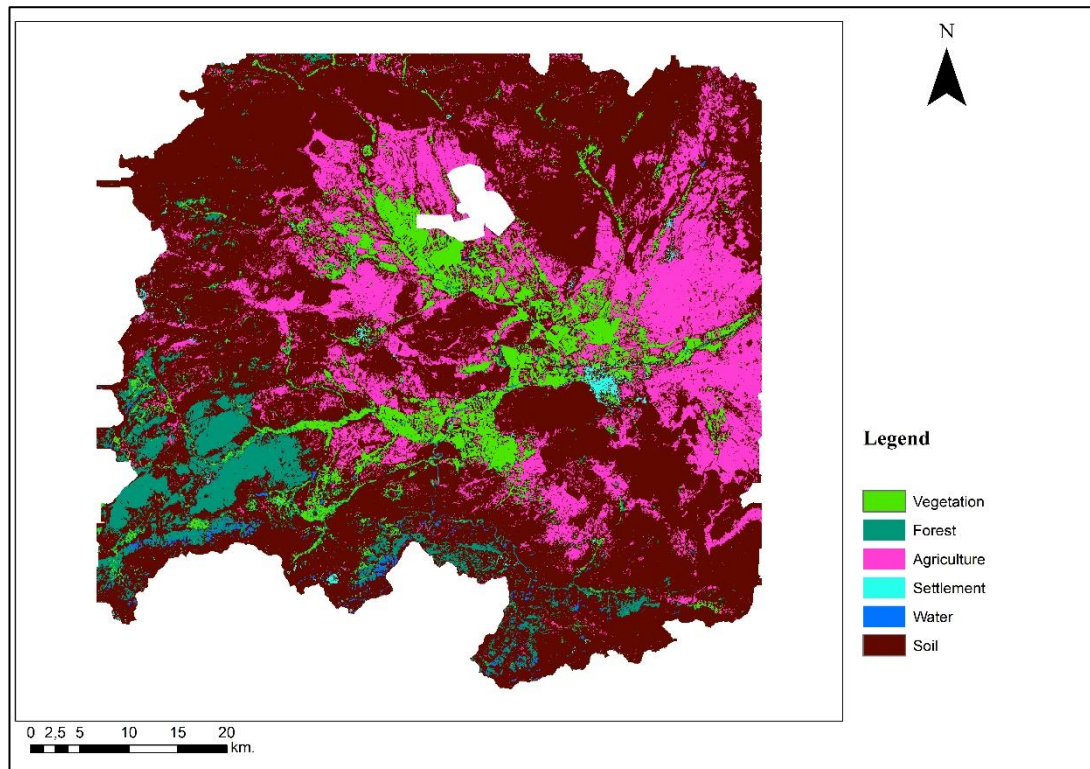 N
Legend
Vegetation
Forest
Agriculture
Settlement
Water
Soil
0 2,5 5 10 15 20
km.